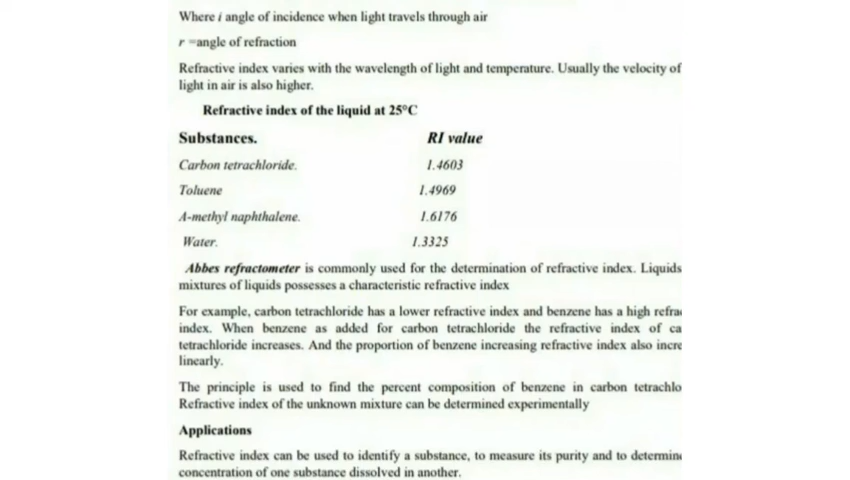 Where i angle of incidence when light travels through air
r =angle of refraction
Refractive index varies with the wavelength of light and temperature. Usually the velocity of
light in air is also higher.
Refractive index of the liquid at 25°C
Substances. RI value
Carbon tetrachloride. 1.4603
Toluene 1.4969
A-methyl naphthalene. 1.6176
Water. 1.3325
Abbes refractometer is commonly used for the determination of refractive index. Liquids
mixtures of liquids possesses a characteristic refractive index
For example, carbon tetrachloride has a lower refractive index and benzene has a high refra
index. When benzene as added for carbon tetrachloride the refractive index of ca
tetrachloride increases. And the proportion of benzene increasing refractive index also incre
linearly.
The principle is used to find the percent composition of benzene in carbon tetrachlo
Refractive index of the unknown mixture can be determined experimentally
Applications
Refractive index can be used to identify a substance, to measure its purity and to determin
concentration of one substance dissolved in another.